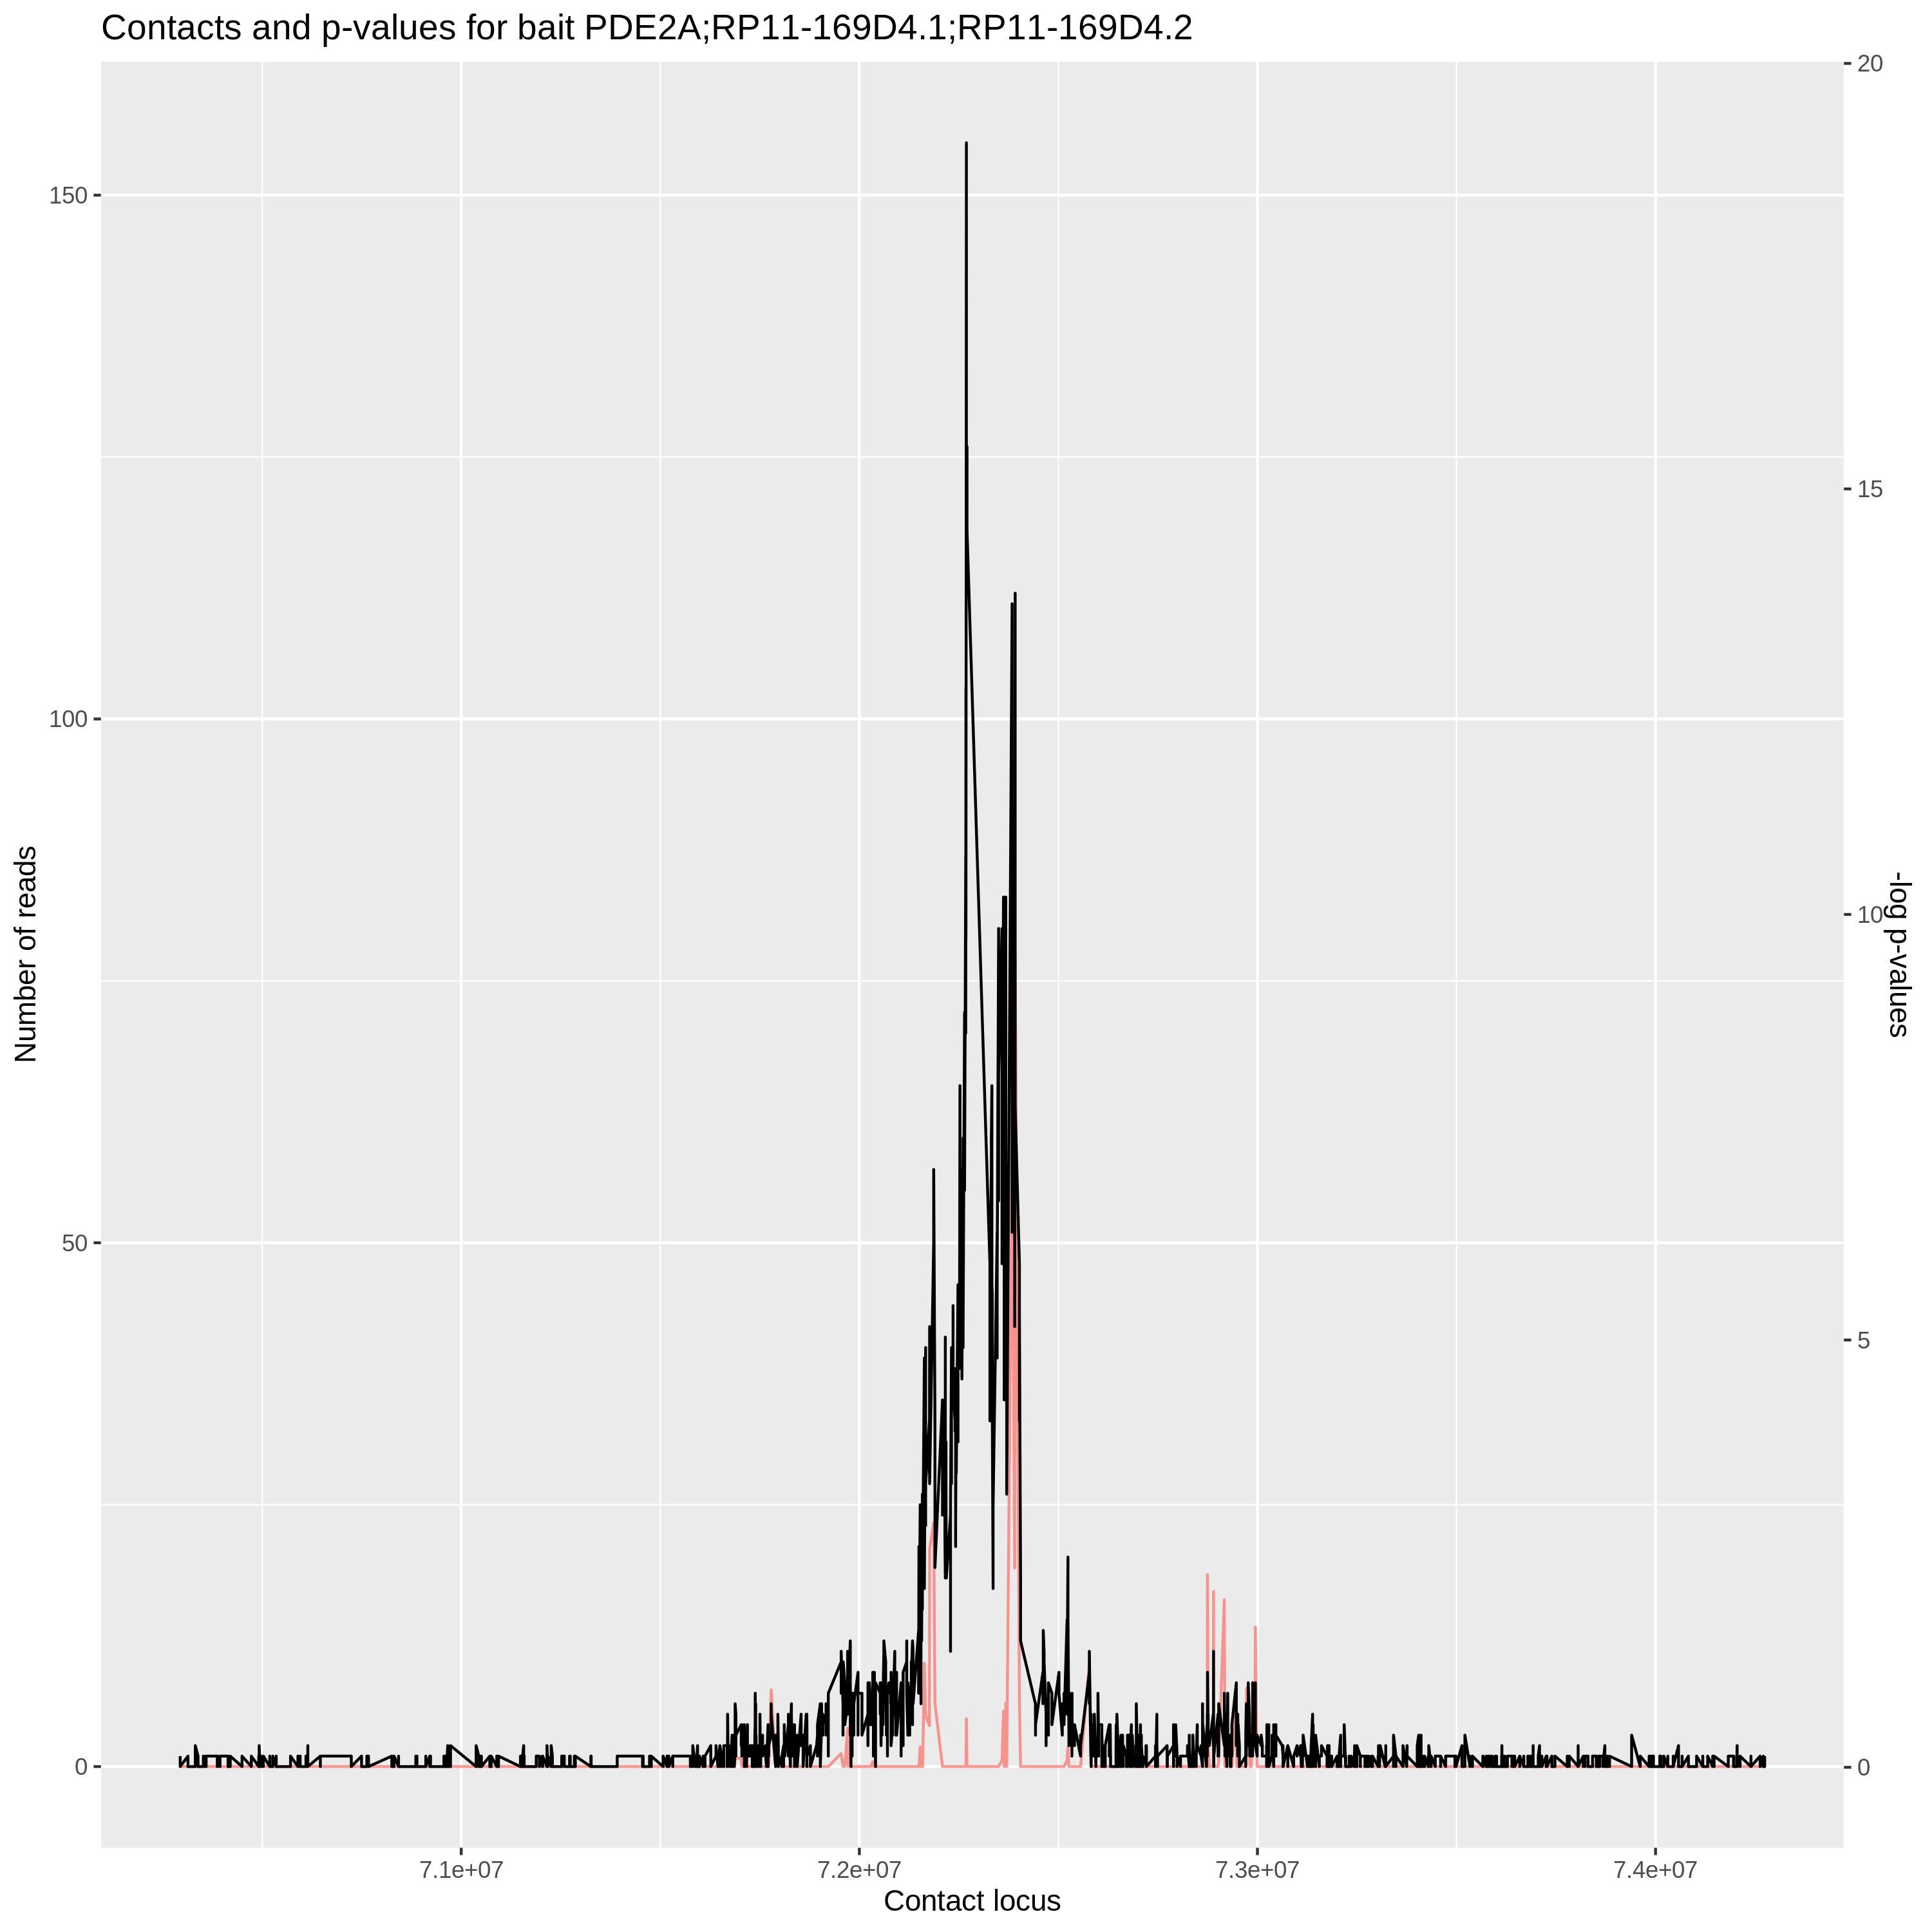 Contacts and p-values for bait PDE2A;RP11-169D4.1;RP11-169D4.2
150
100
50
0
Number of reads
20
15
10
5
0
-log p-values
7.1e+07
7.2e+07
7.3e+07
7.4e+07
Contact locus